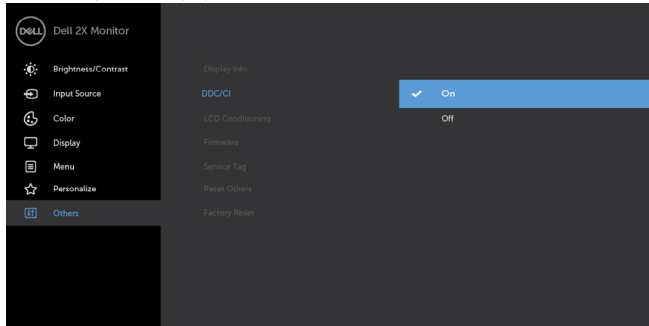 DELL Dell 2X Monitor
Brightness/Contrast
Display Info
Input Source
DDC/CI
On
Color
LCD Conditioning
Off
Display
Firmware
Menu
Service Tag
Personalize
Reset Others
Others
Factory Reset